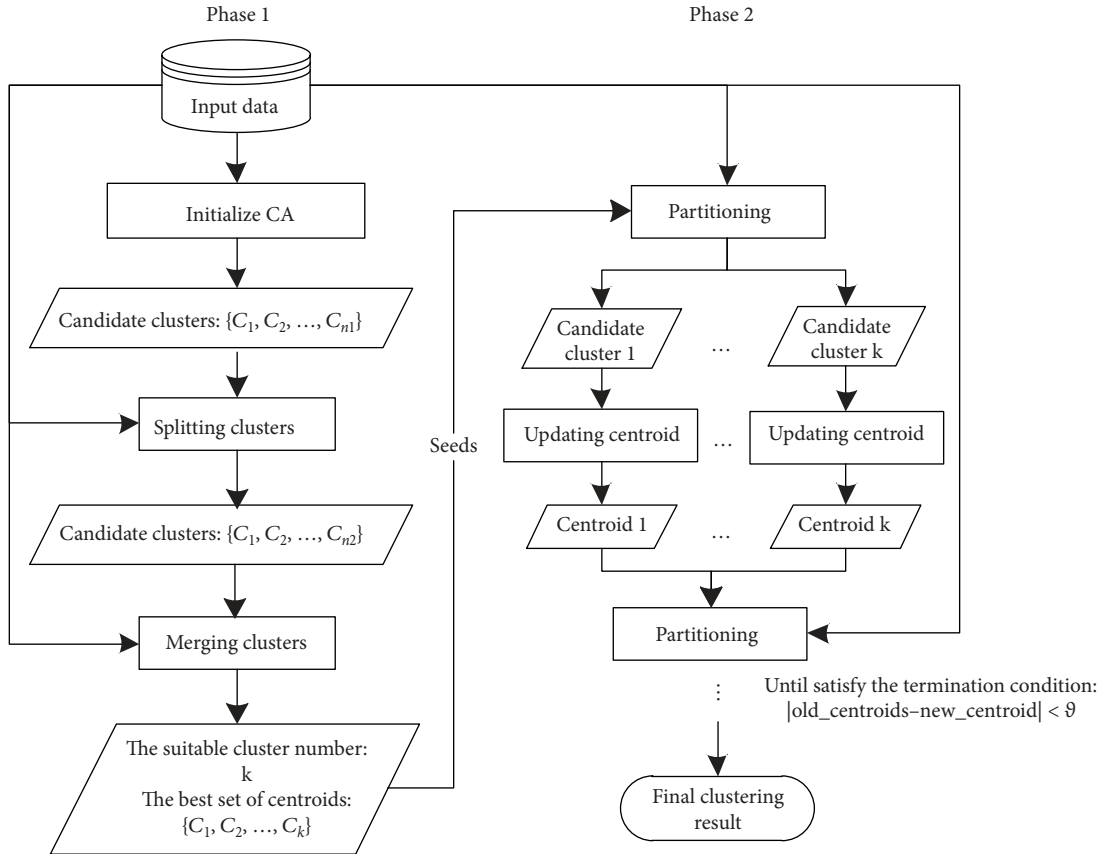 Phase 1
Input data
Initialize CA
Candidate clusters: {C₁, C₂, …, Cₙ₁}
Splitting clusters
Candidate clusters: {C₁, C₂, …, Cₙ₂}
Merging clusters
The suitable cluster number:
k
The best set of centroids:
{C₁, C₂, …, Cₖ}
Seeds
Phase 2
Partitioning
Candidate
cluster 1
…
Candidate
cluster k
Updating centroid
…
Updating centroid
Centroid 1
…
Centroid k
Partitioning
⋮
Until satisfy the termination condition:
|old_centroids–new_centroid| < ϑ
Final clustering
result